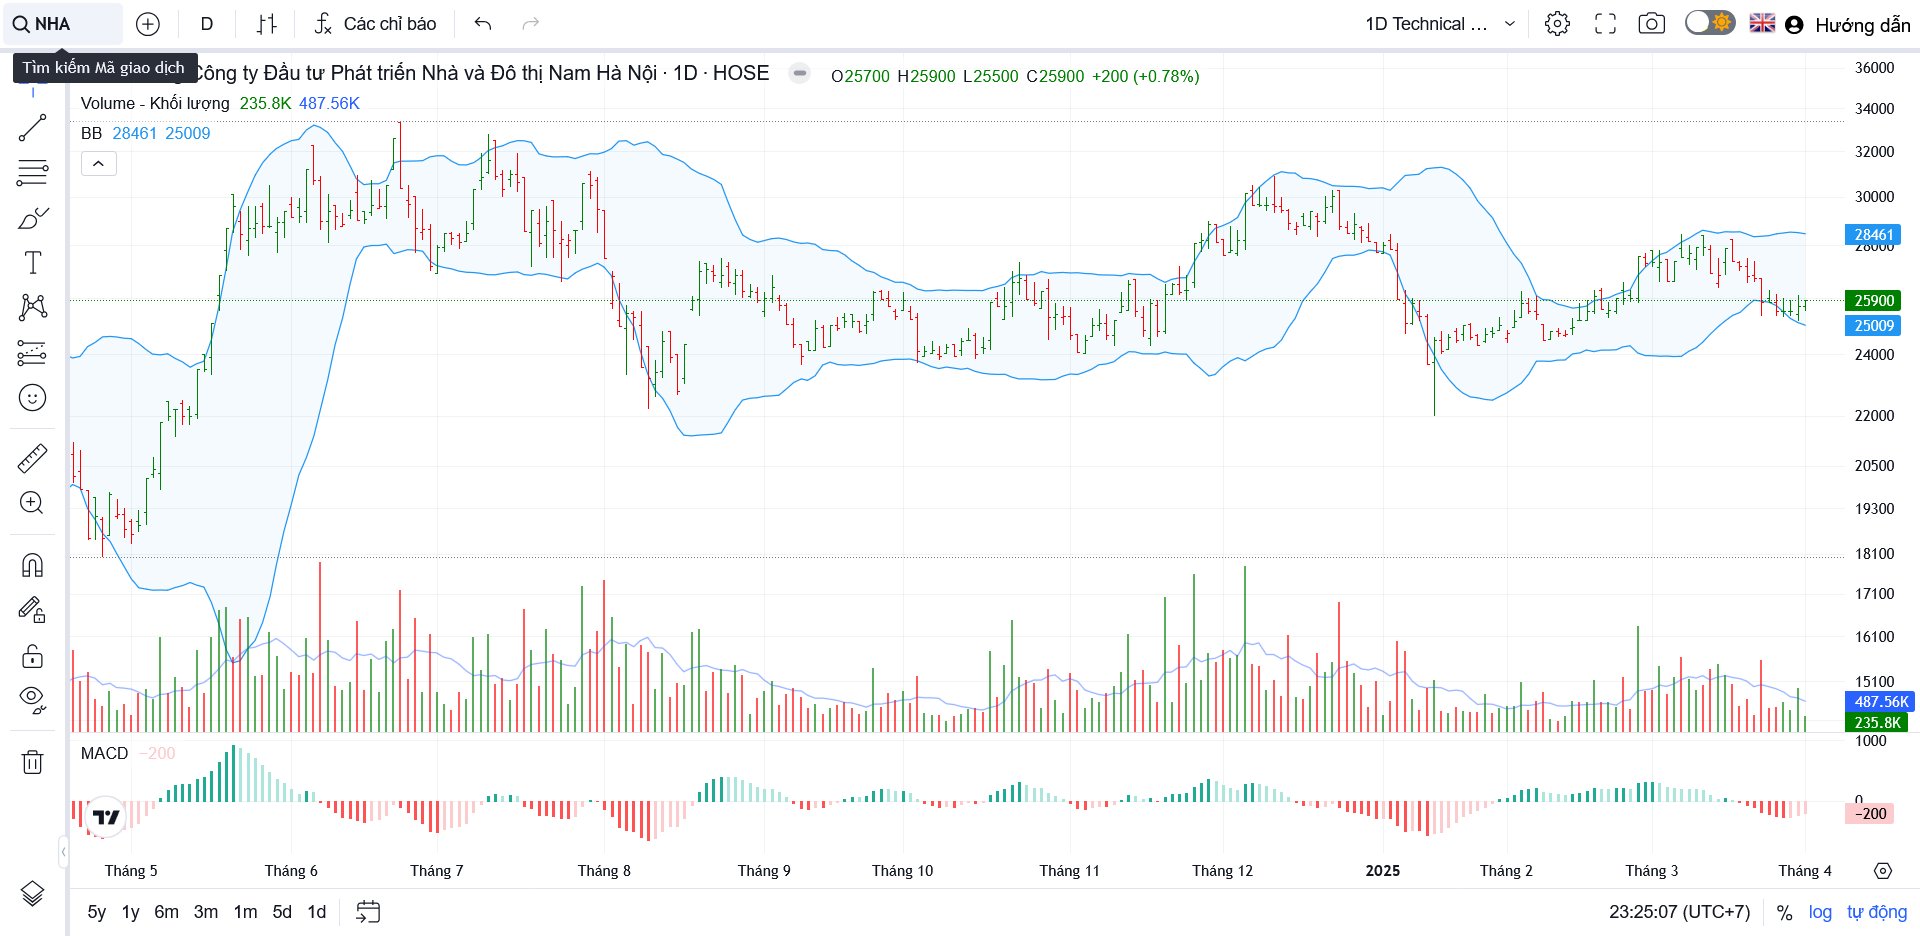 NHA
D
Các chỉ báo
1D Technical ...
Hướng dẫn
Tìm kiếm Mã giao dịch
Công ty Đầu tư Phát triển Nhà và Đô thị Nam Hà Nội · 1D · HOSE
O25700 H25900 L25500 C25900 +200 (+0.78%)
Volume - Khối lượng 235.8K 487.56K
BB 28461 25009
36000
34000
32000
30000
28461
28000
25900
25009
24000
22000
20500
19300
18100
17100
16100
15100
487.56K
235.8K
MACD −200
1000
0
−200
Tháng 5 Tháng 6 Tháng 7 Tháng 8 Tháng 9 Tháng 10 Tháng 11 Tháng 12 2025 Tháng 2 Tháng 3 Tháng 4
5y 1y 6m 3m 1m 5d 1d
23:25:07 (UTC+7) % log tự động